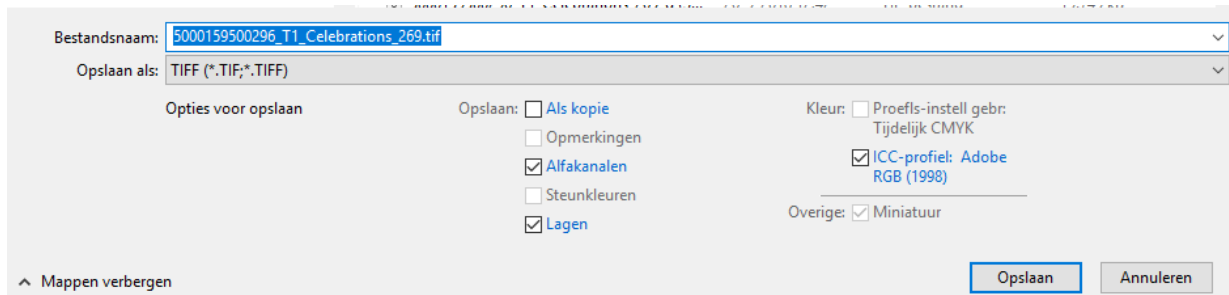 Bestandsnaam: 5000159500296_T1_Celebrations_269.tif
Opslaan als: TIFF (*.TIF;*.TIFF)
Opties voor opslaan
Opslaan: Als kopie
Opmerkingen
Alfakanalen
Steunkleuren
Lagen
Kleur: Proefls-instell gebr:
Tijdelijk CMYK
ICC-profiel: Adobe
RGB (1998)
Overige: Miniatuur
Mappen verbergen
Opslaan
Annuleren